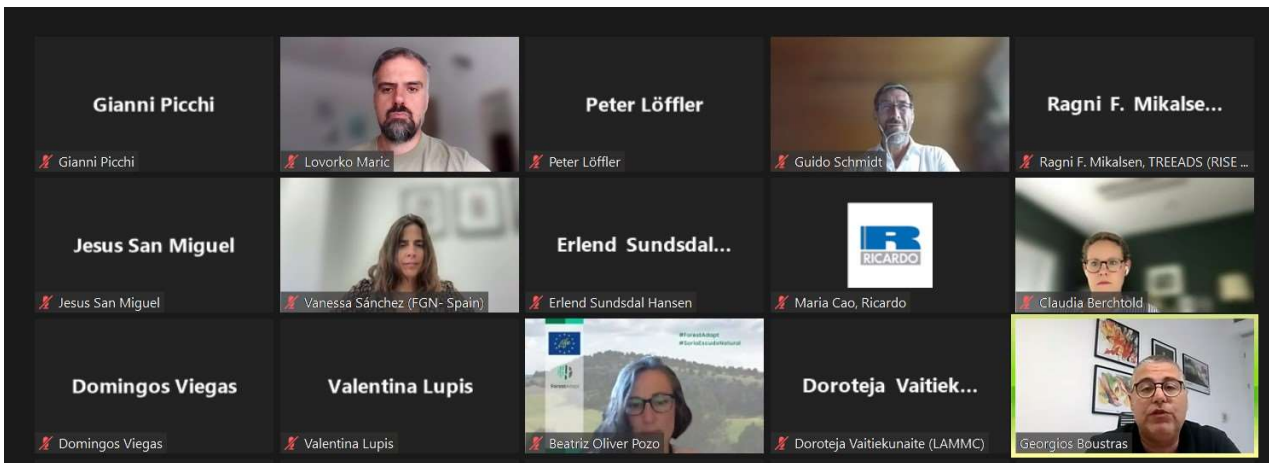 Gianni Picchi
Gianni Picchi
Lovorko Maric
Peter Löffler
Peter Löffler
Guido Schmidt
Ragni F. Mikalse...
Ragni F. Mikalsen, TREEADS (RISE ...
Jesus San Miguel
Jesus San Miguel
Vanessa Sánchez (FGN- Spain)
Erlend Sundsdal...
Erlend Sundsdal Hansen
R
RICARDO
Maria Cao, Ricardo
Claudia Berchtold
Domingos Viegas
Domingos Viegas
Valentina Lupis
Valentina Lupis
#ForestAdapt
#SoriaEscudoNatural
Beatriz Oliver Pozo
Doroteja Vaitiek...
Doroteja Vaitiekunaite (LAMMC)
Georgios Boustras